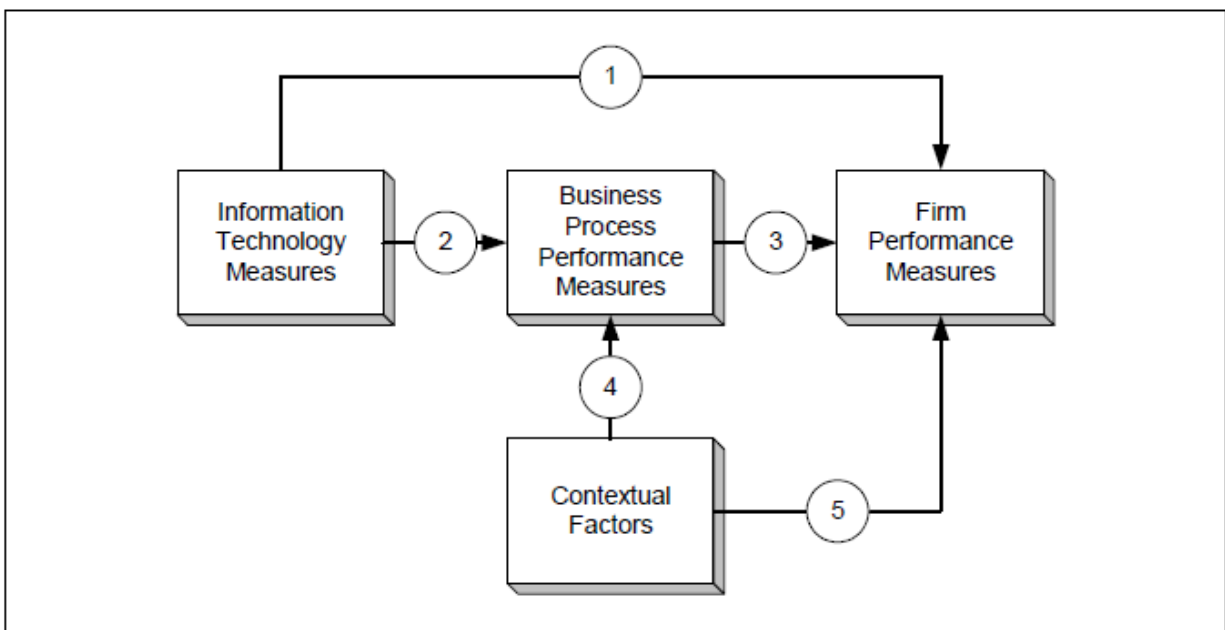 1
Information
Technology
Measures
2
Business
Process
Performance
Measures
3
Firm
Performance
Measures
4
Contextual
Factors
5